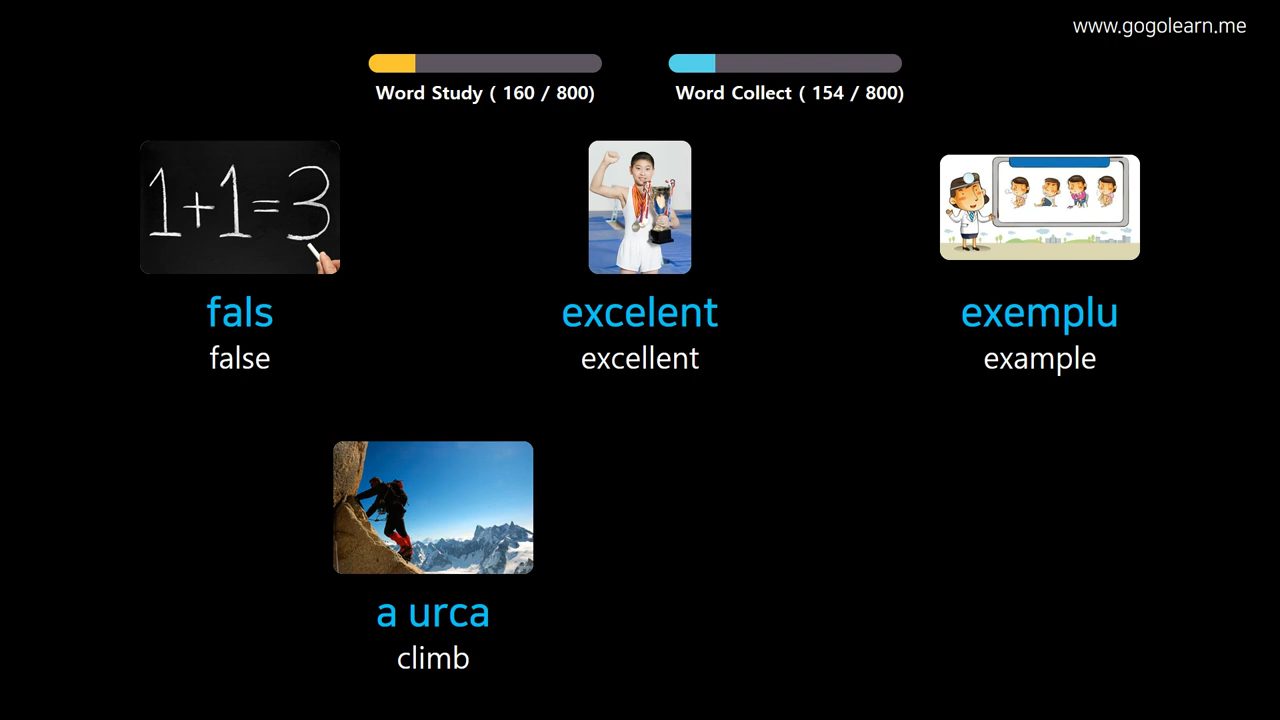 www.gogolearn.me
Word Study ( 160 / 800)
Word Collect ( 154 / 800)
1+1=3
fals
false
excelent
excellent
exemplu
example
a urca
climb